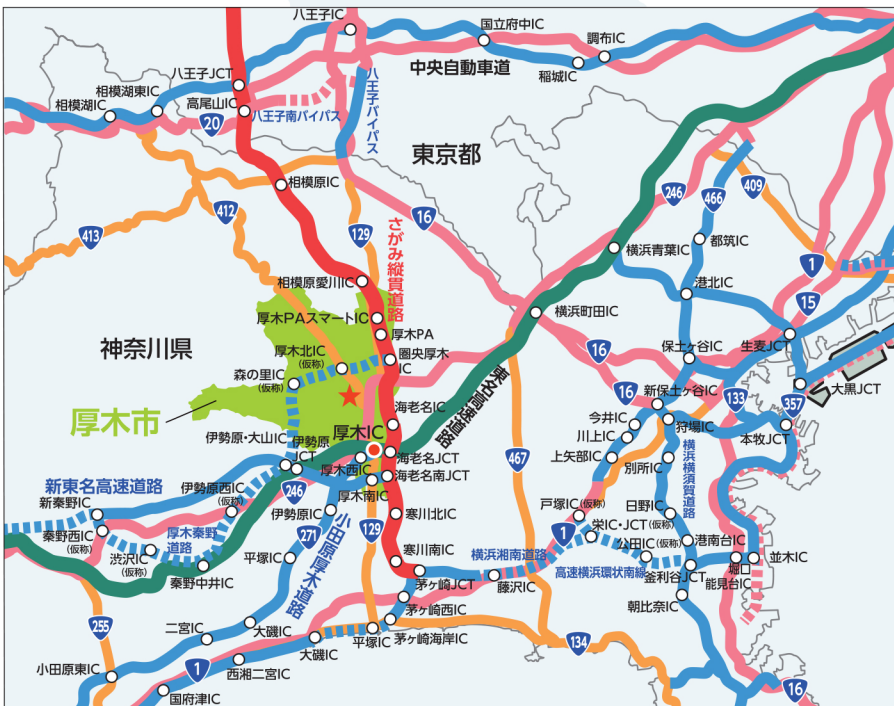 八王子IC
国立府中IC
調布IC
中央自動車道
稲城IC
八王子JCT
相模湖東IC
相模湖IC
高尾山IC
八王子南バイパス
八王子バイパス
20
東京都
相模原IC
16
246
466
409
412
129
413
さがみ縦貫道路
横浜青葉IC
都筑IC
1
相模原愛川IC
港北IC
15
厚木PAスマートIC
横浜町田IC
厚木PA
生麦JCT
神奈川県
厚木北IC
(仮称)
圏央厚木
IC
16
保土ヶ谷IC
森の里IC
(仮称)
東名高速道路
大黒JCT
16
新保土ヶ谷IC
133
357
厚木市
海老名IC
今井IC
狩場IC
川上IC
本牧JCT
伊勢原・大山IC
伊勢原
JCT
厚木IC
海老名JCT
467
上矢部IC
別所IC
横浜横須賀道路
厚木西IC
海老名南JCT
新東名高速道路
伊勢原西IC
(仮称)
246
厚木南IC
新秦野IC
伊勢原IC
129
寒川北IC
戸塚IC(仮称)
日野IC
秦野西IC
(仮称)
厚木秦野
道路
271
小田原厚木道路
1
栄IC・JCT(仮称)
公田IC(仮称)
港南台IC
渋沢IC
(仮称)
平塚IC
寒川南IC
横浜湘南道路
高速横浜環状南線
堀口
能見台IC
並木IC
秦野中井IC
茅ヶ崎JCT
藤沢IC
釜利谷JCT
朝比奈IC
255
二宮IC
大磯IC
茅ヶ崎西IC
大磯IC
平塚IC
茅ヶ崎海岸IC
134
小田原東IC
1
西湘二宮IC
国府津IC
16